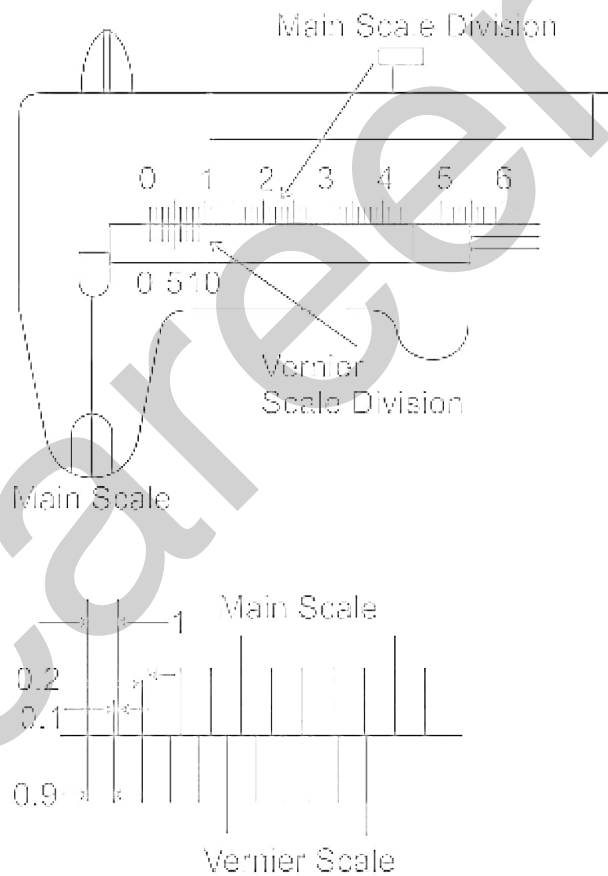 Main Scale Division
0 1 2 3 4 5 6
0 5 10
Vernier
Scale Division
Main Scale
Main Scale
1
0.2
0.1
0.9
Vernier Scale
career